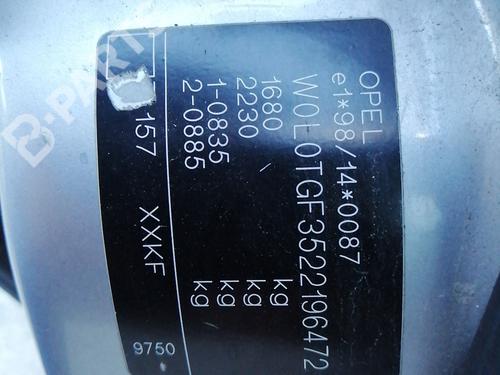 OPEL
e1*98/14*0087
W0L0TGF3522196472
1680 kg
2230 kg
1-0835 kg
2-0885 kg
157 XXKF
9750
B-PARTS